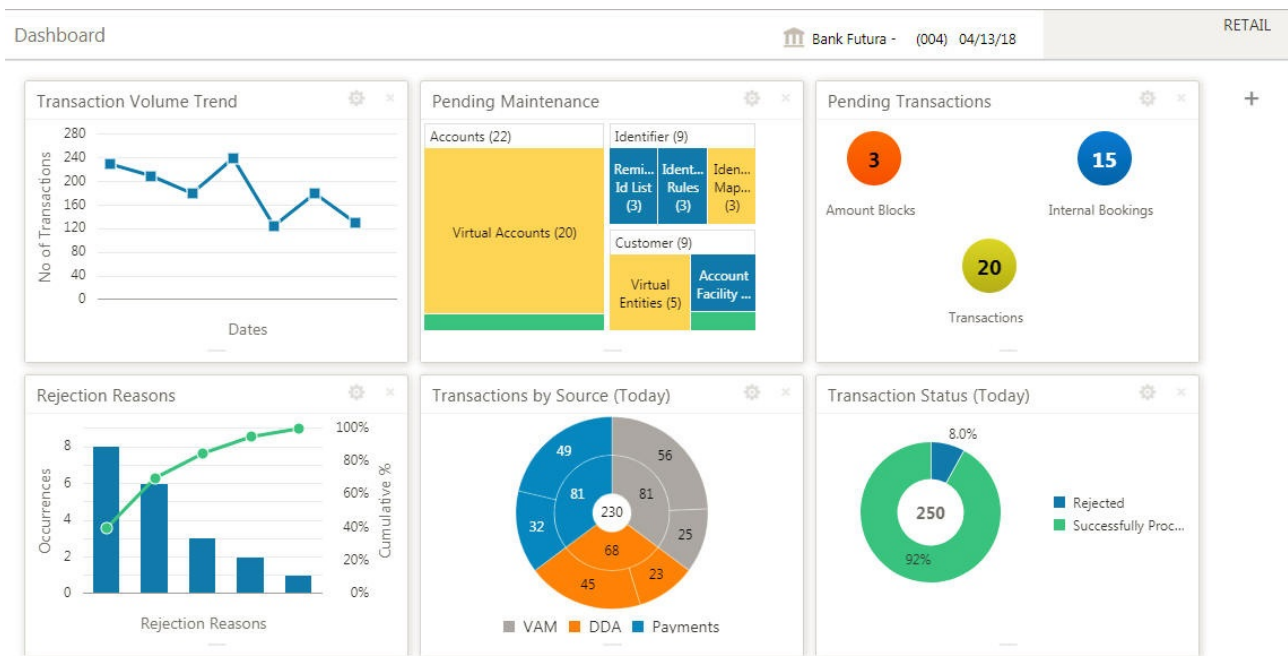 Dashboard
Bank Futura - (004) 04/13/18
RETAIL
Transaction Volume Trend
280
240
200
160
120
80
40
0
No of Transactions
Dates
Pending Maintenance
Accounts (22)
Virtual Accounts (20)
Identifier (9)
Remi...
Id List
(3)
Ident...
Rules
(3)
Iden...
Map...
(3)
Customer (9)
Virtual
Entities (5)
Account
Facility ...
Pending Transactions
3
Amount Blocks
15
Internal Bookings
20
Transactions
+
Rejection Reasons
8
6
4
2
0
Occurrences
100%
80%
60%
40%
20%
0%
Cumulative %
Rejection Reasons
Transactions by Source (Today)
49
56
81
81
230
32
25
68
45
23
VAM DDA Payments
Transaction Status (Today)
8.0%
250
92%
Rejected
Successfully Proc...